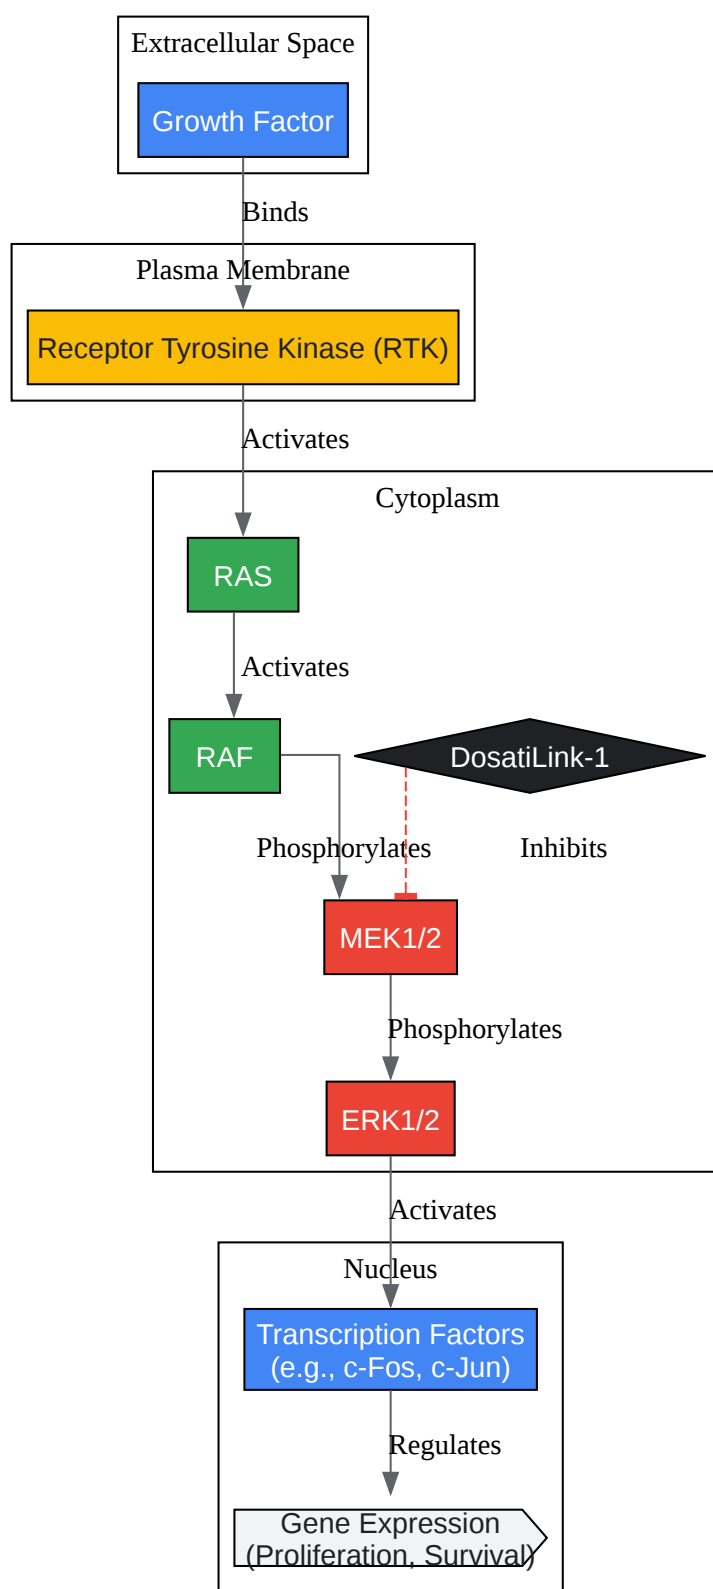 Extracellular Space
Growth Factor
Binds
Plasma Membrane
Receptor Tyrosine Kinase (RTK)
Activates
Cytoplasm
RAS
Activates
RAF
DosatiLink-1
Phosphorylates
Inhibits
MEK1/2
Phosphorylates
ERK1/2
Activates
Nucleus
Transcription Factors
(e.g., c-Fos, c-Jun)
Regulates
Gene Expression
(Proliferation, Survival)